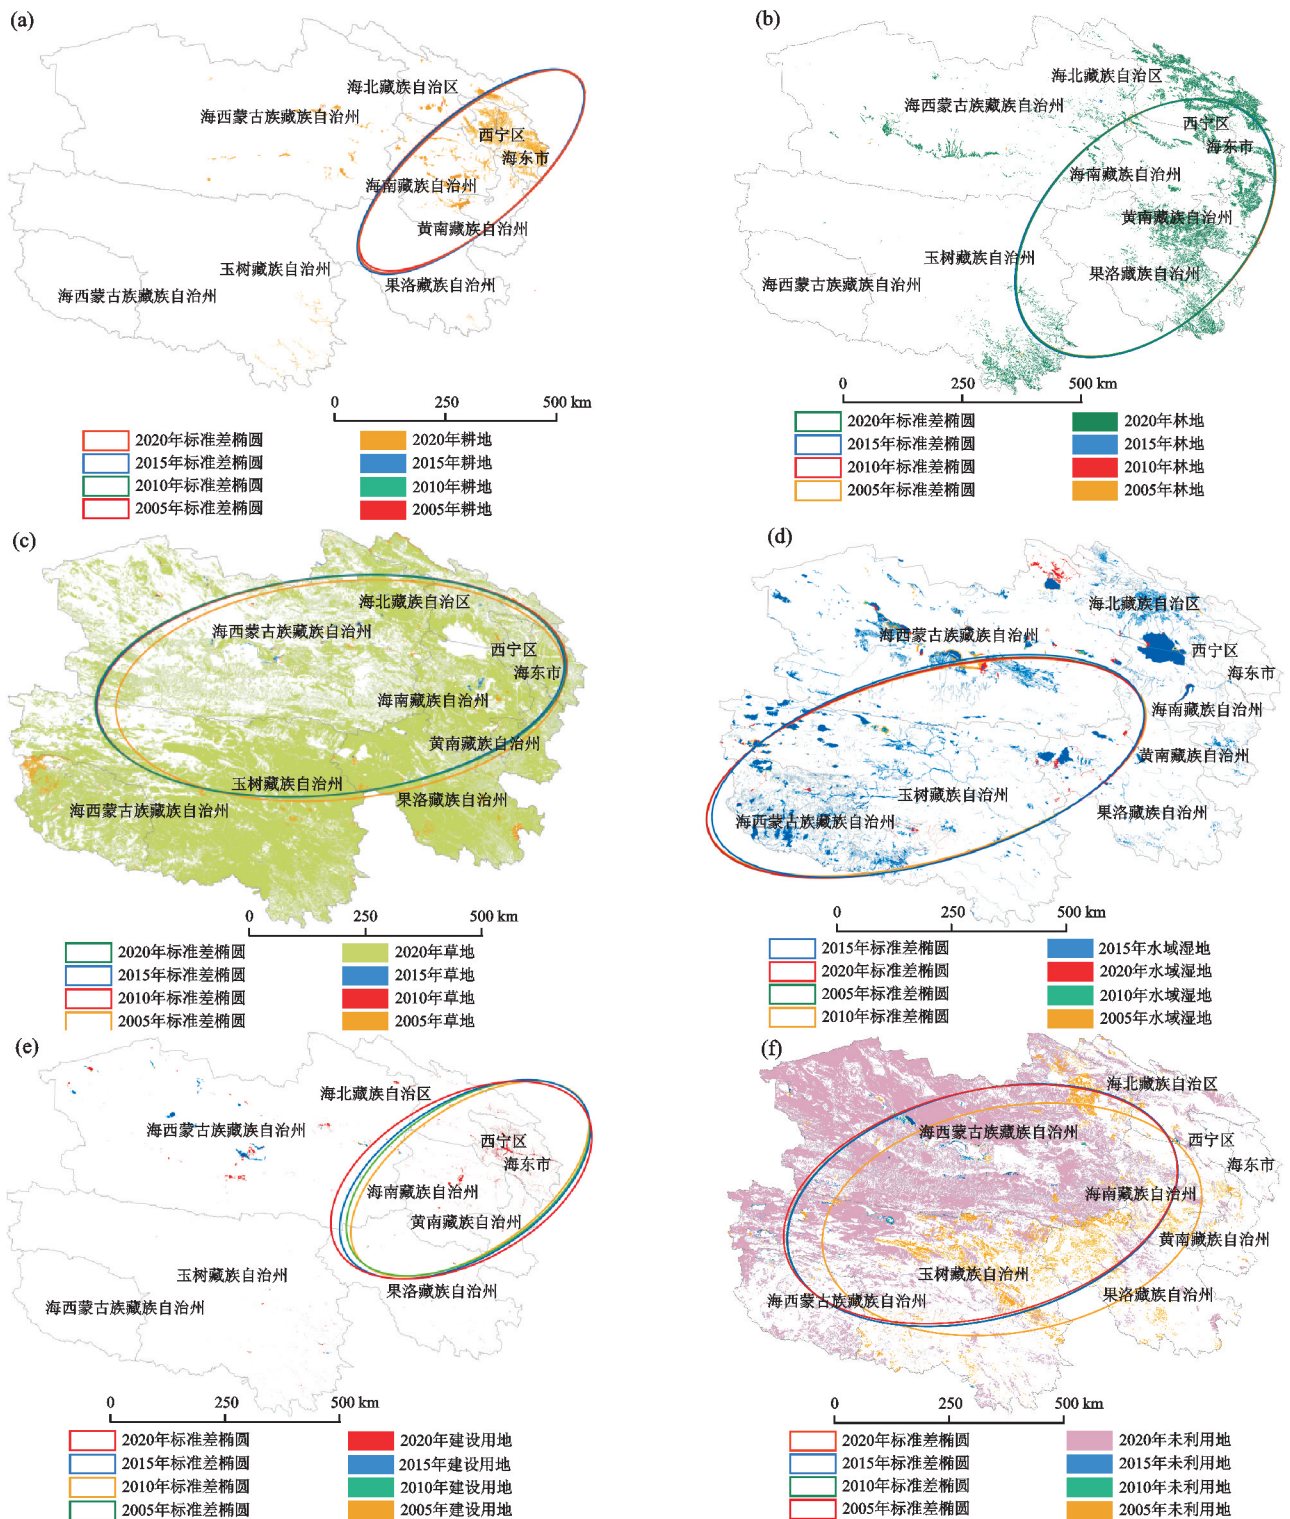 (a)
海北藏族自治区
海西蒙古族藏族自治州
西宁区
海东市
海南藏族自治州
黄南藏族自治州
玉树藏族自治州
果洛藏族自治州
海西蒙古族藏族自治州
0 250 500 km
2020年标准差椭圆 2020年耕地
2015年标准差椭圆 2015年耕地
2010年标准差椭圆 2010年耕地
2005年标准差椭圆 2005年耕地
(b)
海北藏族自治区
海西蒙古族藏族自治州
西宁区
海东市
海南藏族自治州
黄南藏族自治州
玉树藏族自治州
果洛藏族自治州
海西蒙古族藏族自治州
0 250 500 km
2020年标准差椭圆 2020年林地
2015年标准差椭圆 2015年林地
2010年标准差椭圆 2010年林地
2005年标准差椭圆 2005年林地
(c)
海北藏族自治区
海西蒙古族藏族自治州
西宁区
海东市
海南藏族自治州
黄南藏族自治州
玉树藏族自治州
果洛藏族自治州
海西蒙古族藏族自治州
0 250 500 km
2020年标准差椭圆 2020年草地
2015年标准差椭圆 2015年草地
2010年标准差椭圆 2010年草地
2005年标准差椭圆 2005年草地
(d)
海北藏族自治区
海西蒙古族藏族自治州
西宁区
海东市
海南藏族自治州
黄南藏族自治州
玉树藏族自治州
果洛藏族自治州
海西蒙古族藏族自治州
0 250 500 km
2015年标准差椭圆 2015年水域湿地
2020年标准差椭圆 2020年水域湿地
2005年标准差椭圆 2010年水域湿地
2010年标准差椭圆 2005年水域湿地
(e)
海北藏族自治区
海西蒙古族藏族自治州
西宁区
海东市
海南藏族自治州
黄南藏族自治州
玉树藏族自治州
果洛藏族自治州
海西蒙古族藏族自治州
0 250 500 km
2020年标准差椭圆 2020年建设用地
2015年标准差椭圆 2015年建设用地
2010年标准差椭圆 2010年建设用地
2005年标准差椭圆 2005年建设用地
(f)
海北藏族自治区
海西蒙古族藏族自治州
西宁区
海东市
海南藏族自治州
黄南藏族自治州
玉树藏族自治州
果洛藏族自治州
海西蒙古族藏族自治州
0 250 500 km
2020年标准差椭圆 2020年未利用地
2015年标准差椭圆 2015年未利用地
2010年标准差椭圆 2010年未利用地
2005年标准差椭圆 2005年未利用地